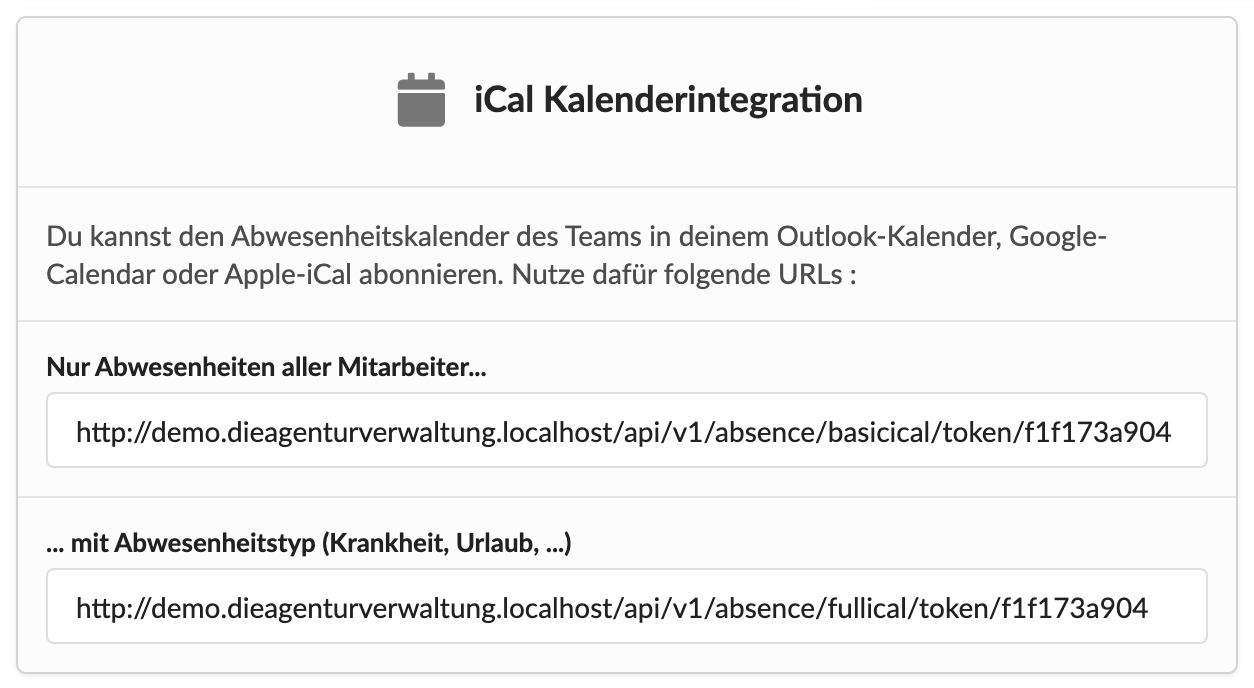 iCal Kalenderintegration
Du kannst den Abwesenheitskalender des Teams in deinem Outlook-Kalender, Google-
Calendar oder Apple-iCal abonnieren. Nutze dafür folgende URLs :
Nur Abwesenheiten aller Mitarbeiter...
http://demo.dieagenturverwaltung.localhost/api/v1/absence/basicical/token/f1f173a904
... mit Abwesenheitstyp (Krankheit, Urlaub, ...)
http://demo.dieagenturverwaltung.localhost/api/v1/absence/fullical/token/f1f173a904